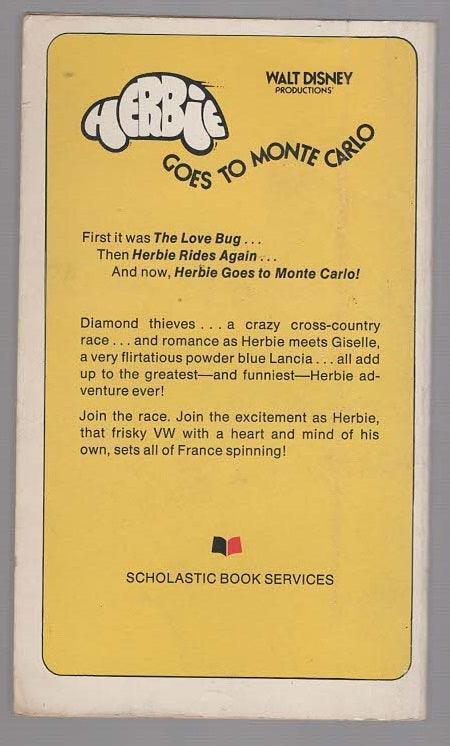 HERBIE
WALT DISNEY
PRODUCTIONS'
GOES TO MONTE CARLO
First it was The Love Bug . . .
Then Herbie Rides Again . . .
And now, Herbie Goes to Monte Carlo!
Diamond thieves . . . a crazy cross-country
race . . . and romance as Herbie meets Giselle,
a very flirtatious powder blue Lancia . . . all add
up to the greatest—and funniest—Herbie ad-
venture ever!
Join the race. Join the excitement as Herbie,
that frisky VW with a heart and mind of his
own, sets all of France spinning!
SCHOLASTIC BOOK SERVICES